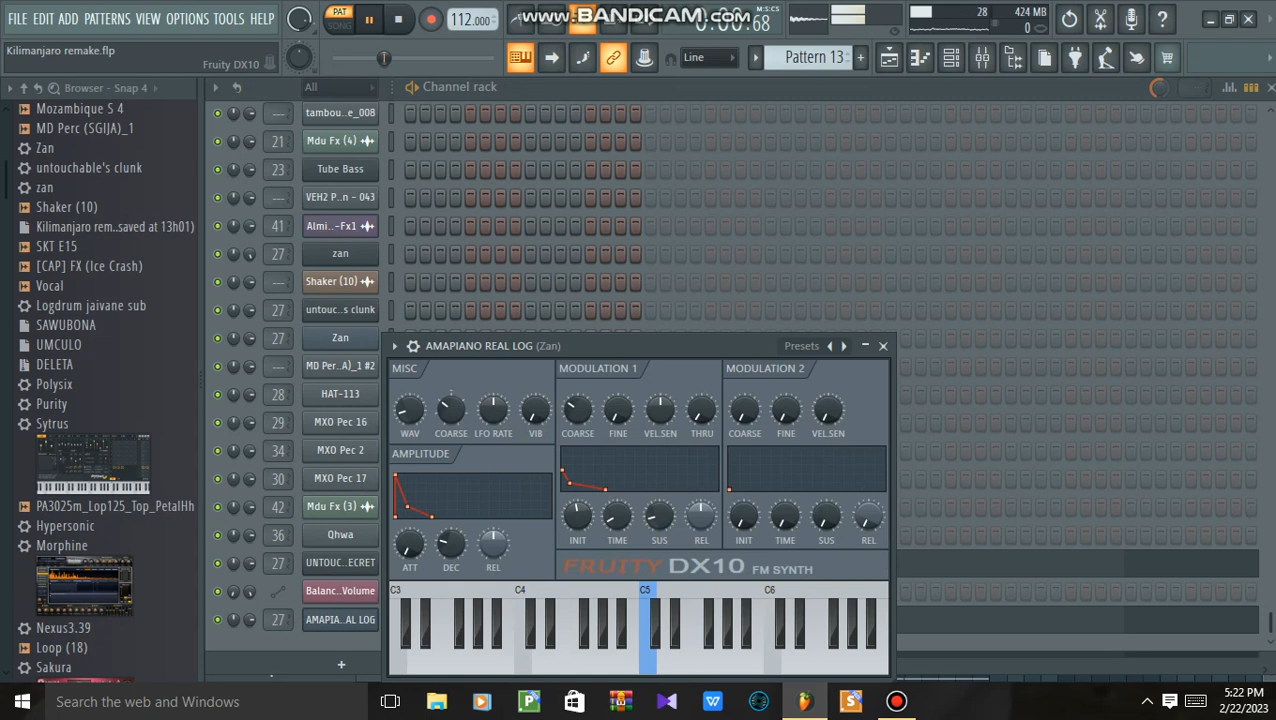 FILE EDIT ADD PATTERNS VIEW OPTIONS TOOLS HELP
PAT
SONG
112.000
www.BANDICAM.com
0:00:68
M:S:CS
28
424 MB
0
Kilimanjaro remake.flp
Fruity DX10
Line
Pattern 13
+
Browser - Snap 4
All
Channel rack
Mozambique S 4
MD Perc (SGIJA)_1
Zan
untouchable's clunk
zan
Shaker (10)
Kilimanjaro rem..saved at 13h01)
SKT E15
[CAP] FX (Ice Crash)
Vocal
Logdrum jaivane sub
SAWUBONA
UMCULO
DELETA
Polysix
Purity
Sytrus
PA3025m_Lop125_Top_PetalHh
Hypersonic
Morphine
Nexus3.39
Loop (18)
Sakura
--- tambou..e_008
21 Mdu Fx (4)
23 Tube Bass
--- VEH2 P..n - 043
41 Almi..-Fx1
27 zan
--- Shaker (10)
27 untouc..s clunk
27 Zan
--- MD Per..A)_1 #2
28 HAT-113
29 MXO Pec 16
34 MXO Pec 2
30 MXO Pec 17
42 Mdu Fx (3)
36 Qhwa
27 UNTOUC..ECRET
Balanc..Volume
27 AMAPIA..AL LOG
+
AMAPIANO REAL LOG (Zan)
Presets
MISC
MODULATION 1
MODULATION 2
WAV COARSE LFO RATE VIB
COARSE FINE VEL.SEN THRU
COARSE FINE VEL.SEN
AMPLITUDE
INIT TIME SUS REL
INIT TIME SUS REL
ATT DEC REL
FRUITY DX10 FM SYNTH
C3 C4 C5 C6
Search the web and Windows
5:22 PM
2/22/2023